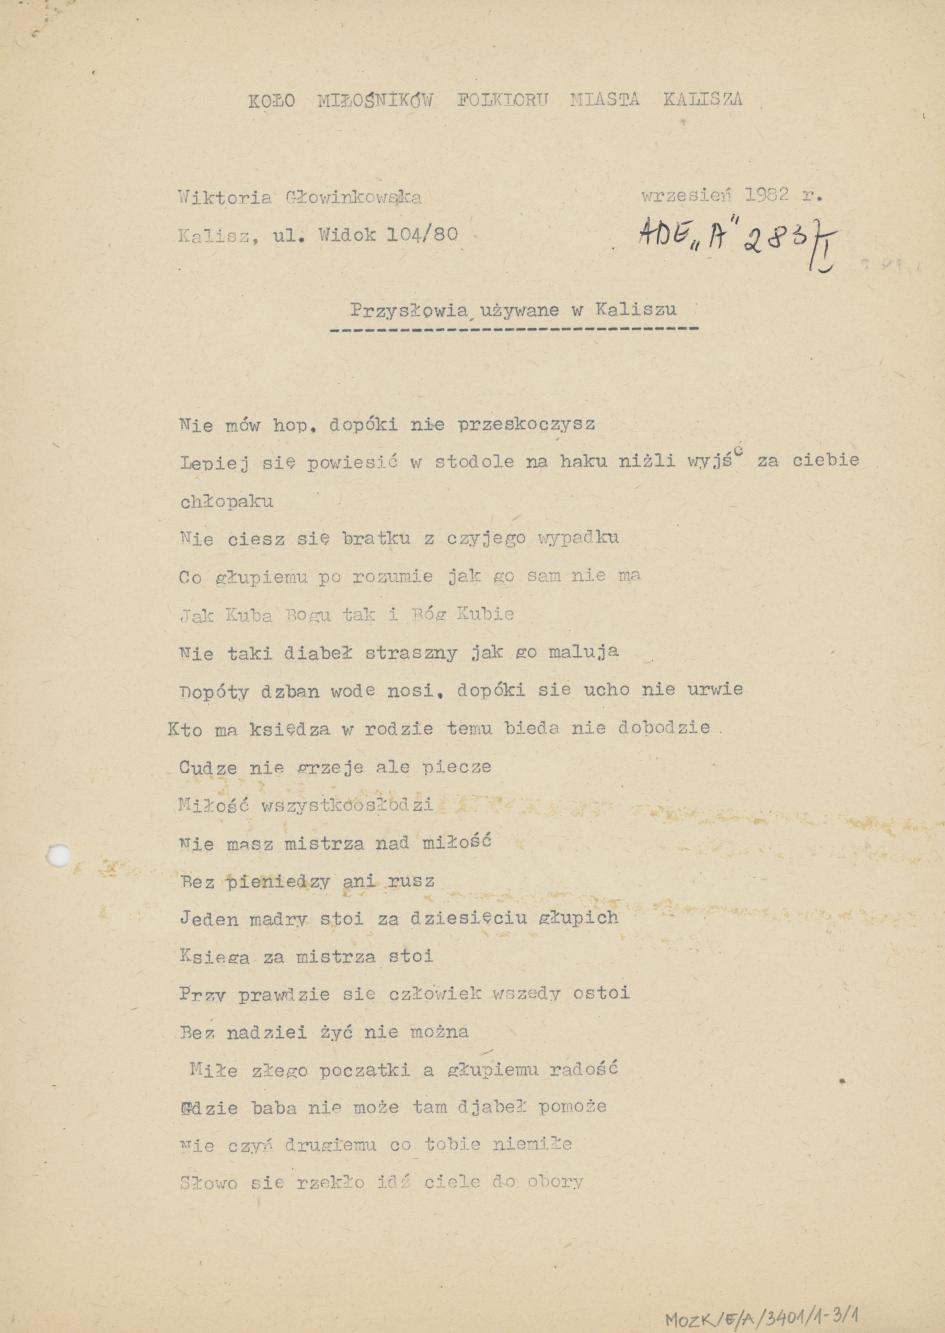 KOŁO MIŁOŚNIKÓW FOLKLORU MIASTA KALISZA
Wiktoria Głowinkowska
wrzesień 1982 r.
Kalisz, ul. Widok 104/80
ADE „A" 283/I
Przysłowia używane w Kaliszu
Nie mów hop, dopóki nie przeskoczysz
Lepiej się powiesić w stodole na haku niżli wyjść za ciebie
chłopaku
Nie ciesz się bratku z czyjego wypadku
Co głupiemu po rozumie jak go sam nie ma
Jak Kuba Bogu tak i Bóg Kubie
Nie taki diabeł straszny jak go maluja
Dopóty dzban wode nosi, dopóki sie ucho nie urwie
Kto ma księdza w rodzie temu bieda nie dobodzie
Cudze nie grzeje ale piecze
Miłość wszystkoosłodzi
Nie masz mistrza nad miłość
Bez pieniedzy ani rusz
Jeden madry stoi za dziesięciu głupich
Ksiega za mistrza stoi
Przy prawdzie sie człowiek wszedy ostoi
Bez nadziei żyć nie można
Miłe złego poczatki a głupiemu radość
Gdzie baba nie może tam djabeł pomoże
Nie czyń drugiemu co tobie niemiłe
Słowo sie rzekło idź ciele do obory
MOZK/E/A/3401/1-3/1